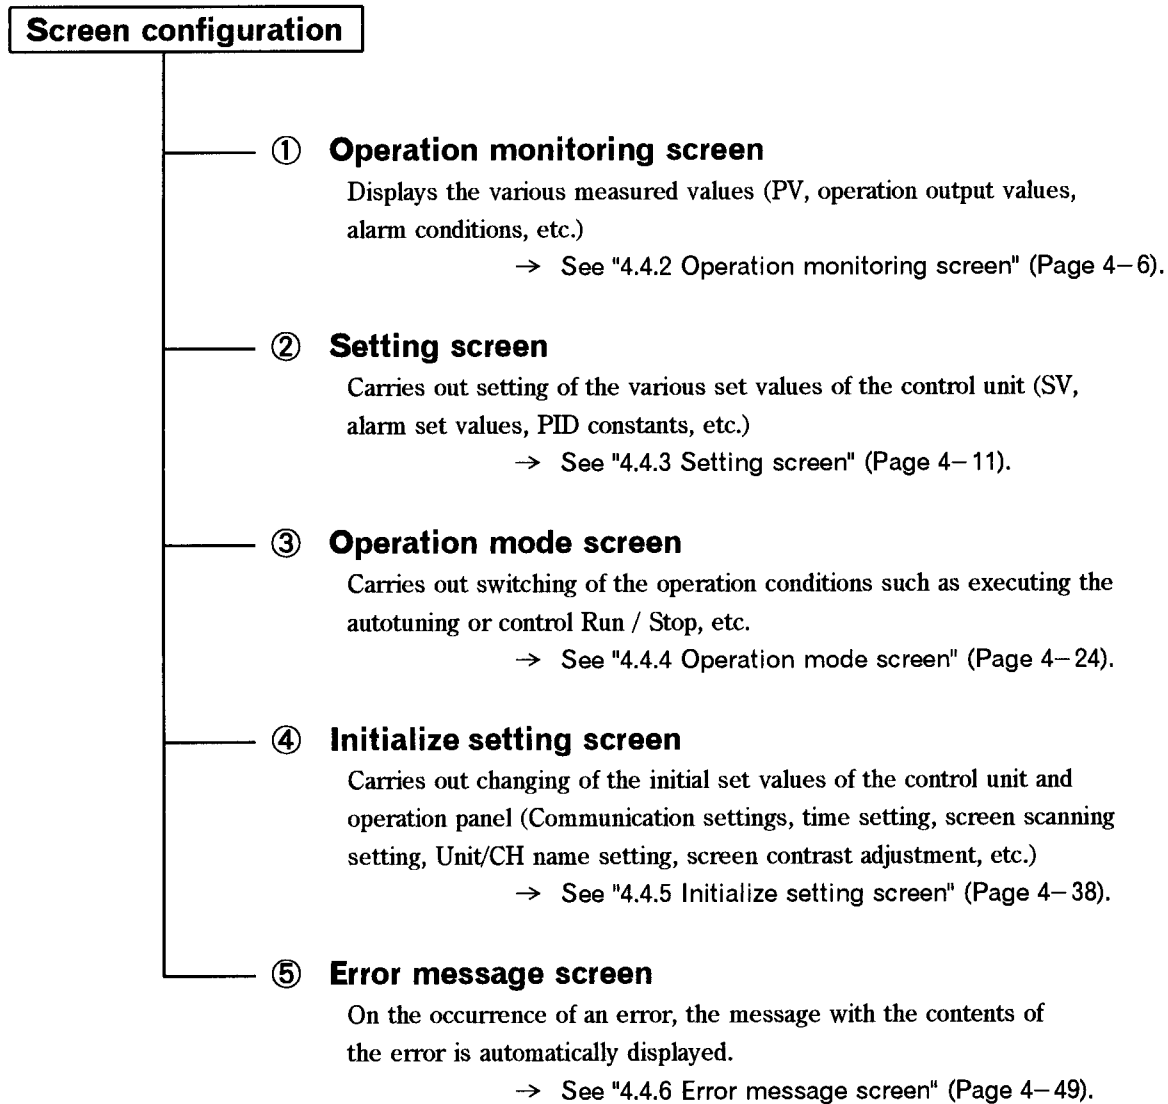 Screen configuration
① Operation monitoring screen
Displays the various measured values (PV, operation output values,
alarm conditions, etc.)
→ See "4.4.2 Operation monitoring screen" (Page 4-6).
② Setting screen
Carries out setting of the various set values of the control unit (SV,
alarm set values, PID constants, etc.)
→ See "4.4.3 Setting screen" (Page 4-11).
③ Operation mode screen
Carries out switching of the operation conditions such as executing the
autotuning or control Run / Stop, etc.
→ See "4.4.4 Operation mode screen" (Page 4-24).
④ Initialize setting screen
Carries out changing of the initial set values of the control unit and
operation panel (Communication settings, time setting, screen scanning
setting, Unit/CH name setting, screen contrast adjustment, etc.)
→ See "4.4.5 Initialize setting screen" (Page 4-38).
⑤ Error message screen
On the occurrence of an error, the message with the contents of
the error is automatically displayed.
→ See "4.4.6 Error message screen" (Page 4-49).